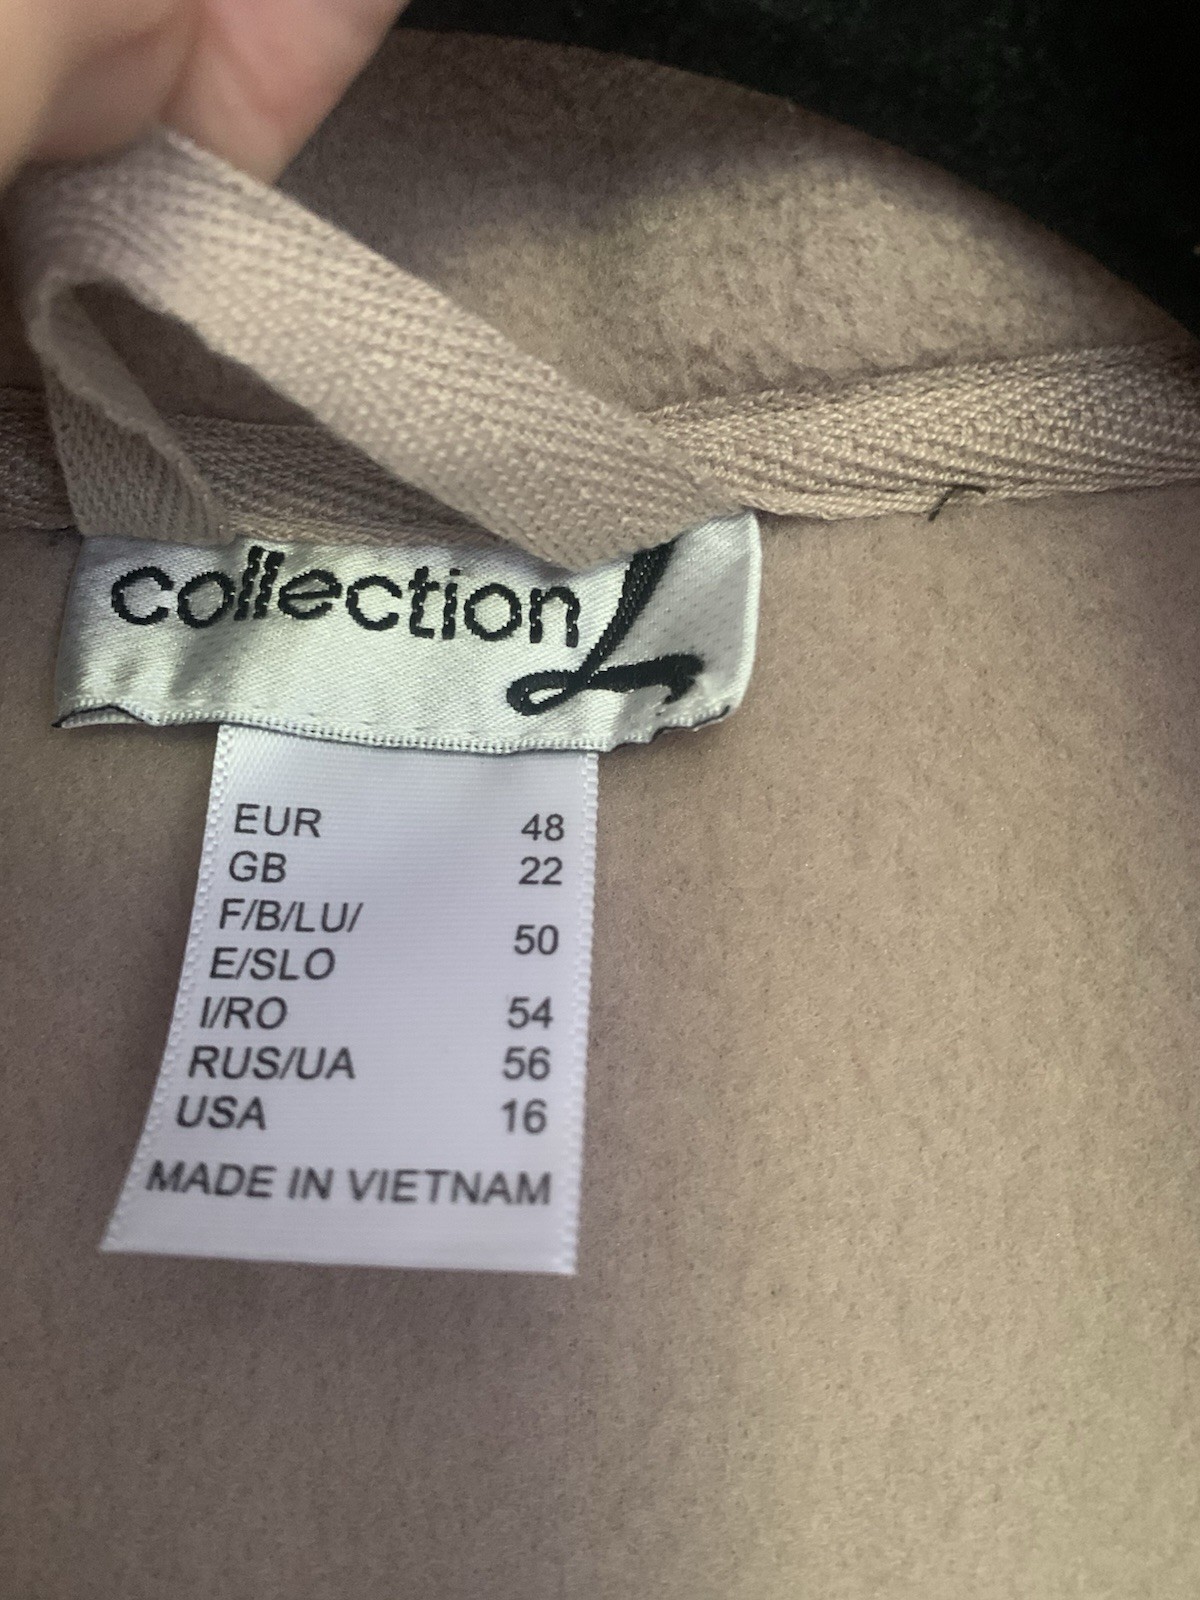 collection L
EUR 48
GB 22
F/B/LU/
E/SLO 50
I/RO 54
RUS/UA 56
USA 16
MADE IN VIETNAM